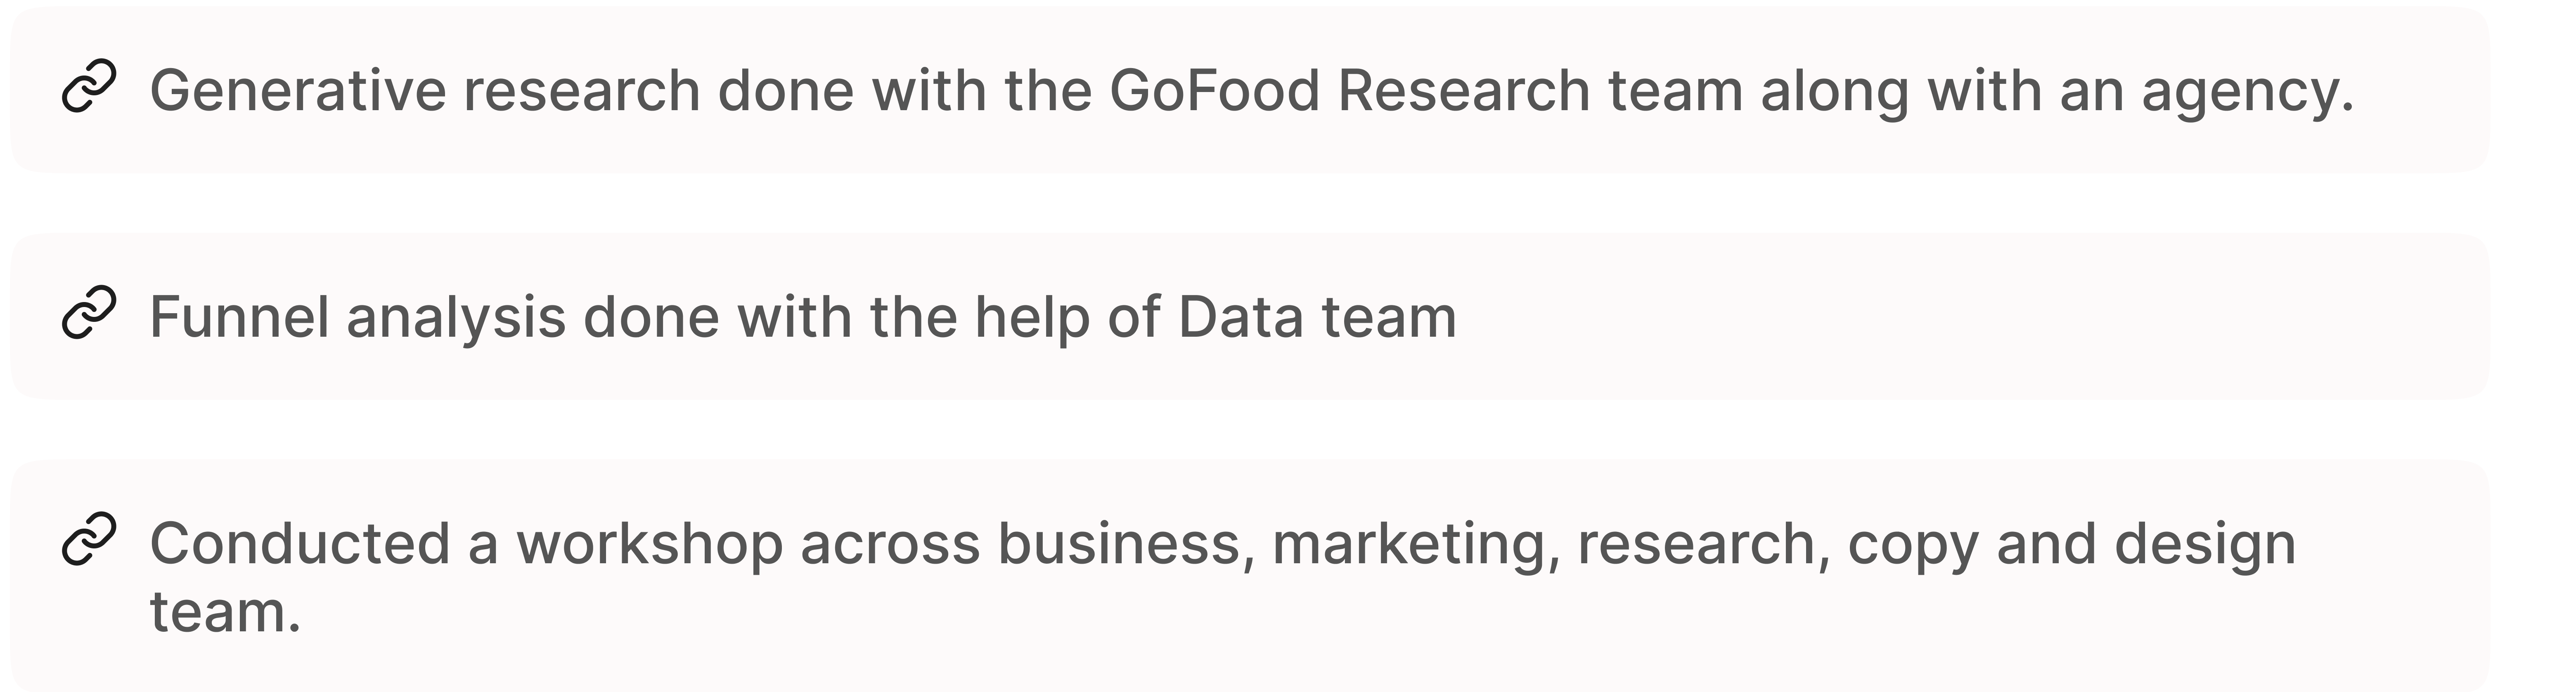 Generative research done with the GoFood Research team along with an agency.
Funnel analysis done with the help of Data team
Conducted a workshop across business, marketing, research, copy and design
team.